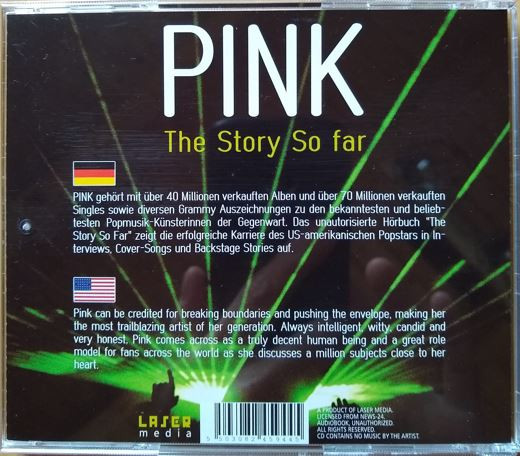 PINK
The Story So far
PINK gehört mit über 40 Millionen verkauften Alben und über 70 Millionen verkauften
Singles sowie diversen Grammy Auszeichnungen zu den bekanntesten und belieb-
testen Popmusik-Künsterinnen der Gegenwart. Das unautorisierte Hörbuch "The
Story So Far" zeigt die erfolgreiche Karriere des US-amerikanischen Popstars in In-
terviews, Cover-Songs und Backstage Stories auf.
Pink can be credited for breaking boundaries and pushing the envelope, making her
the most trailblazing artist of her generation. Always intelligent, witty, candid and
very honest. Pink comes across as a truly decent human being and a great role
model for fans across the world as she discusses a million subjects close to her
heart.
LASER
media
5 503082 459445
A PRODUCT OF LASER MEDIA.
LICENSED FROM NEWS-24.
AUDIOBOOK, UNAUTHORIZED.
ALL RIGHTS RESERVED.
CD CONTAINS NO MUSIC BY THE ARTIST.